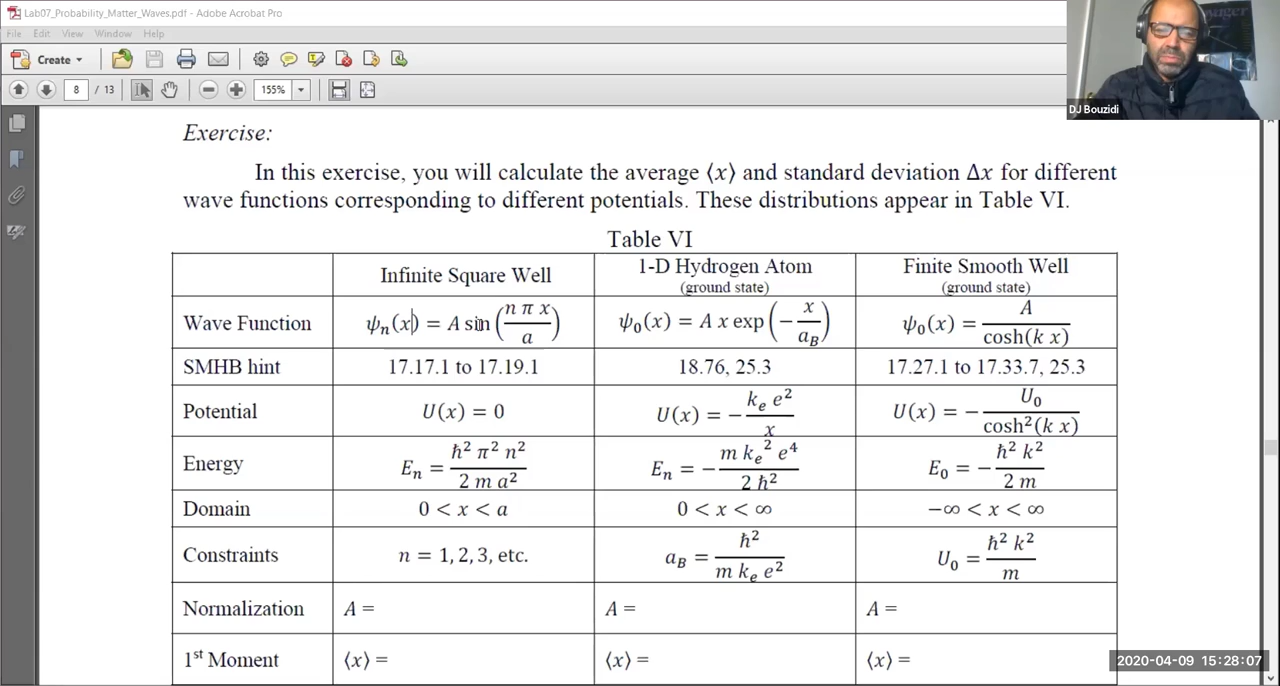 Lab07_Probability_Matter_Waves.pdf - Adobe Acrobat Pro
File Edit View Window Help
Create
8 / 13 155%
DJ Bouzidi
Exercise:
In this exercise, you will calculate the average ⟨x⟩ and standard deviation Δx for different
wave functions corresponding to different potentials. These distributions appear in Table VI.
Table VI
Infinite Square Well 1-D Hydrogen Atom (ground state) Finite Smooth Well (ground state)
Wave Function ψₙ(x) = A sin(n π x / a) ψ₀(x) = A x exp(− x / a_B) ψ₀(x) = A / cosh(k x)
SMHB hint 17.17.1 to 17.19.1 18.76, 25.3 17.27.1 to 17.33.7, 25.3
Potential U(x) = 0 U(x) = − kₑ e² / x U(x) = − U₀ / cosh²(k x)
Energy Eₙ = ħ² π² n² / 2 m a² Eₙ = − m kₑ² e⁴ / 2 ħ² E₀ = − ħ² k² / 2 m
Domain 0 < x < a 0 < x < ∞ −∞ < x < ∞
Constraints n = 1, 2, 3, etc. a_B = ħ² / m kₑ e² U₀ = ħ² k² / m
Normalization A = A = A =
1st Moment ⟨x⟩ = ⟨x⟩ = ⟨x⟩ =
2020-04-09 15:28:07